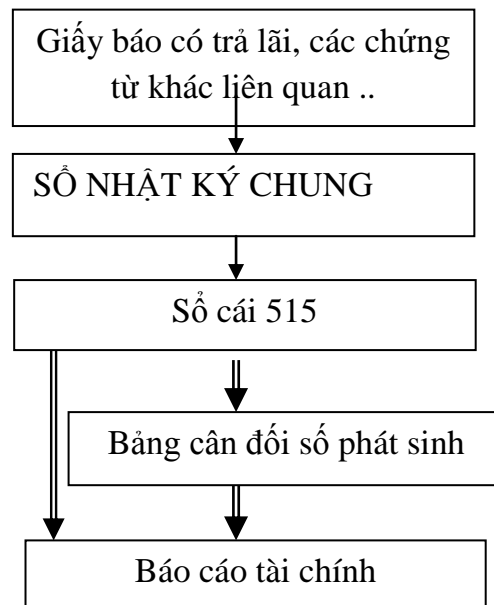 Giấy báo có trả lãi, các chứng
từ khác liên quan ..
SỔ NHẬT KÝ CHUNG
Sổ cái 515
Bảng cân đối số phát sinh
Báo cáo tài chính